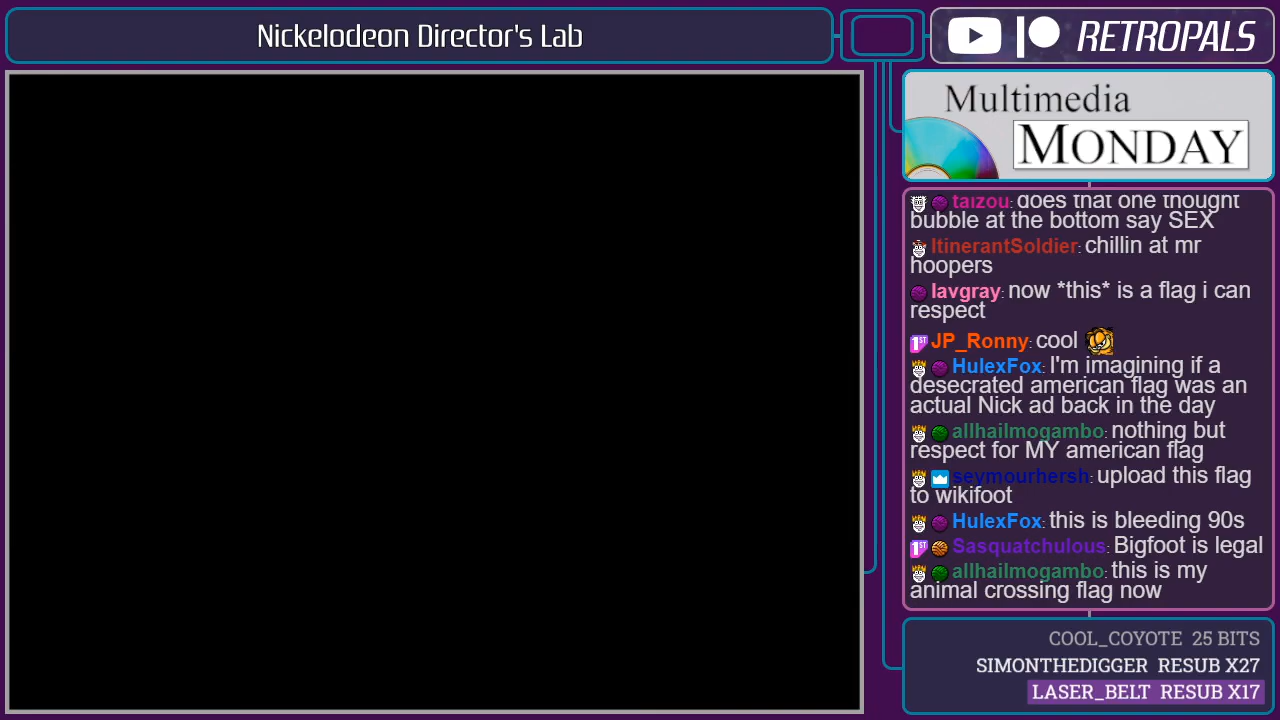 Nickelodeon Director's Lab
RETROPALS
Multimedia
MONDAY
taizou: does that one thought
bubble at the bottom say SEX
ItinerantSoldier: chillin at mr
hoopers
lavgray: now *this* is a flag i can
respect
1ST JP_Ronny: cool
HulexFox: I'm imagining if a
desecrated american flag was an
actual Nick ad back in the day
allhailmogambo: nothing but
respect for MY american flag
seymourhersh: upload this flag
to wikifoot
HulexFox: this is bleeding 90s
1ST Sasquatchulous: Bigfoot is legal
allhailmogambo: this is my
animal crossing flag now
COOL_COYOTE 25 BITS
SIMONTHEDIGGER RESUB X27
LASER_BELT RESUB X17